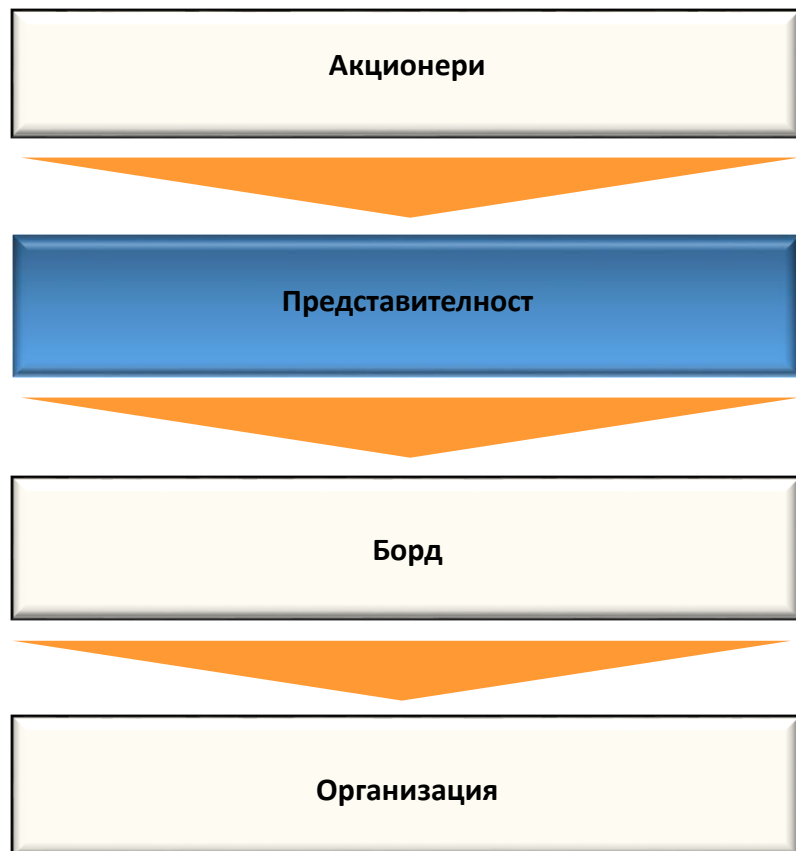 Акционери
Представителност
Борд
Организация